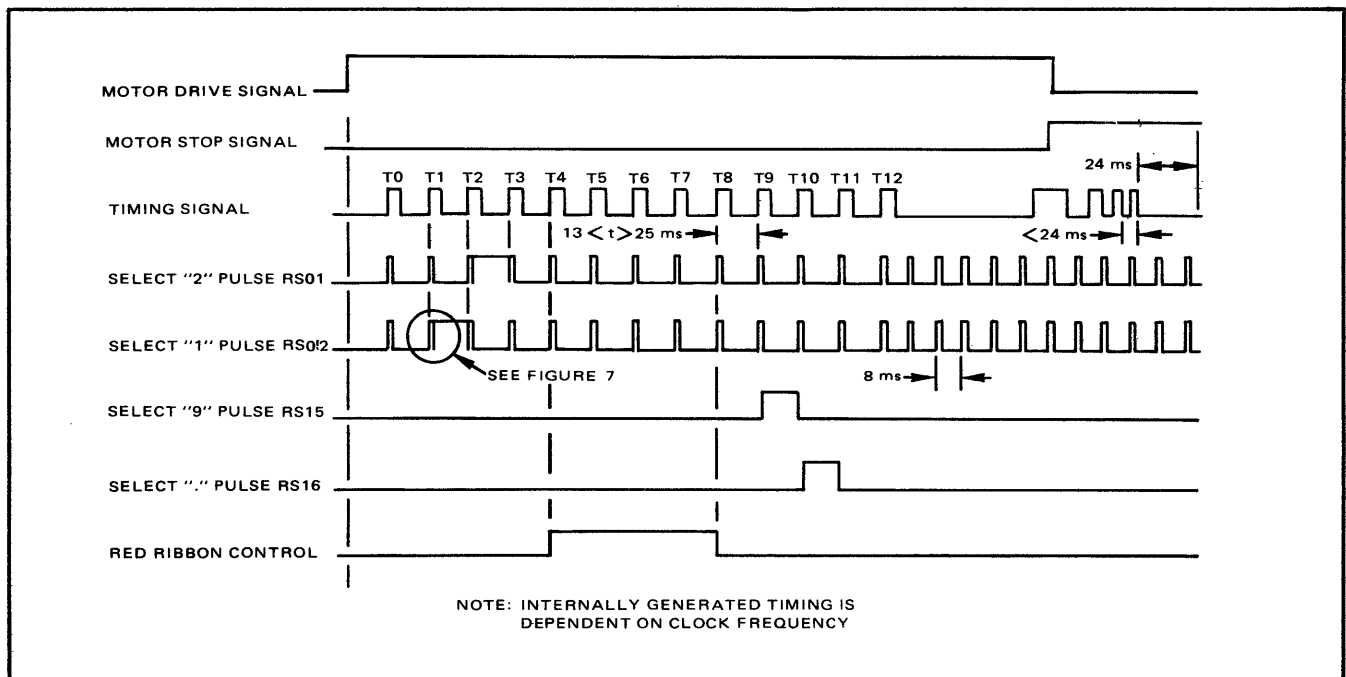 MOTOR DRIVE SIGNAL
MOTOR STOP SIGNAL
24 ms
T0 T1 T2 T3 T4 T5 T6 T7 T8 T9 T10 T11 T12
TIMING SIGNAL
13 < t > 25 ms
<24 ms
SELECT "2" PULSE RS01
SELECT "1" PULSE RS0!2
SEE FIGURE 7
8 ms
SELECT "9" PULSE RS15
SELECT "." PULSE RS16
RED RIBBON CONTROL
NOTE: INTERNALLY GENERATED TIMING IS
DEPENDENT ON CLOCK FREQUENCY